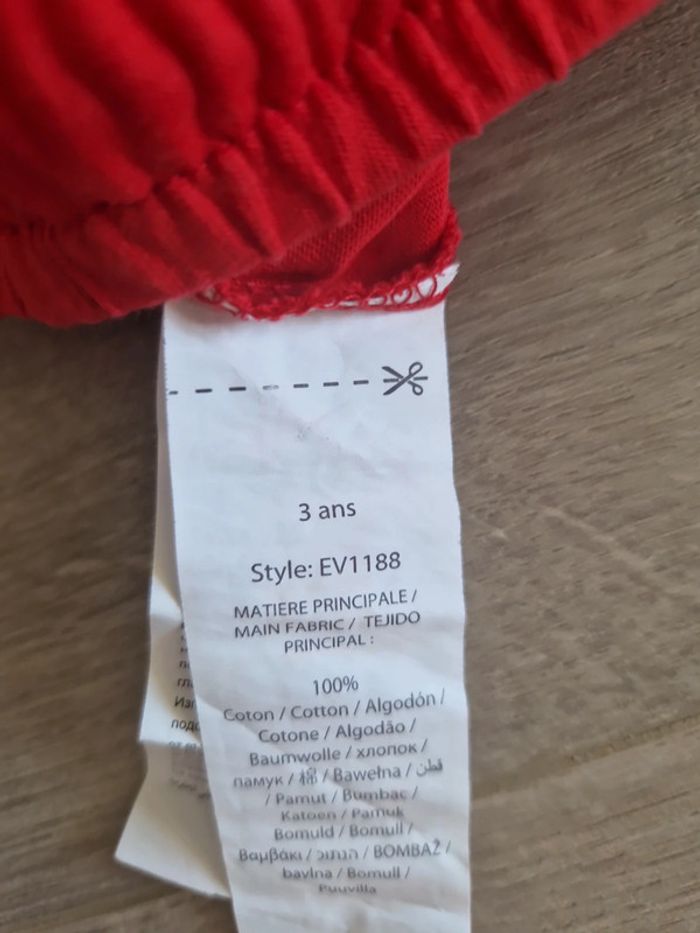 3 ans
Style: EV1188
MATIERE PRINCIPALE /
MAIN FABRIC / TEJIDO
PRINCIPAL :
100%
Coton / Cotton / Algodón /
Cotone / Algodão /
Baumwolle / хлопок /
памук / 棉 / Bawełna / قطن
/ Pamut / Bumbac /
Katoen / Pamuk
Bomuld / Bomull /
Βαμβάκι / / BOMBAŽ /
bavlna / Bomull /
Puuvilla